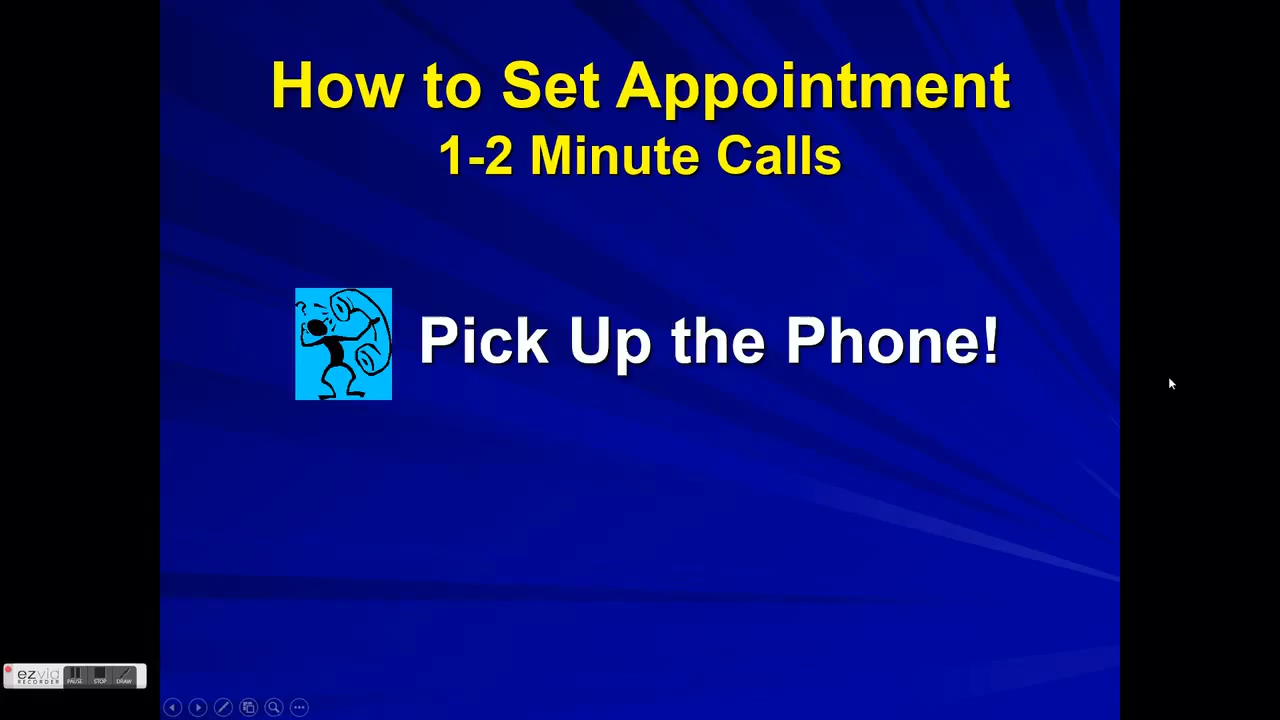 How to Set Appointment
1-2 Minute Calls
Pick Up the Phone!
ezvid
RECORDER
PAUSE STOP DRAW